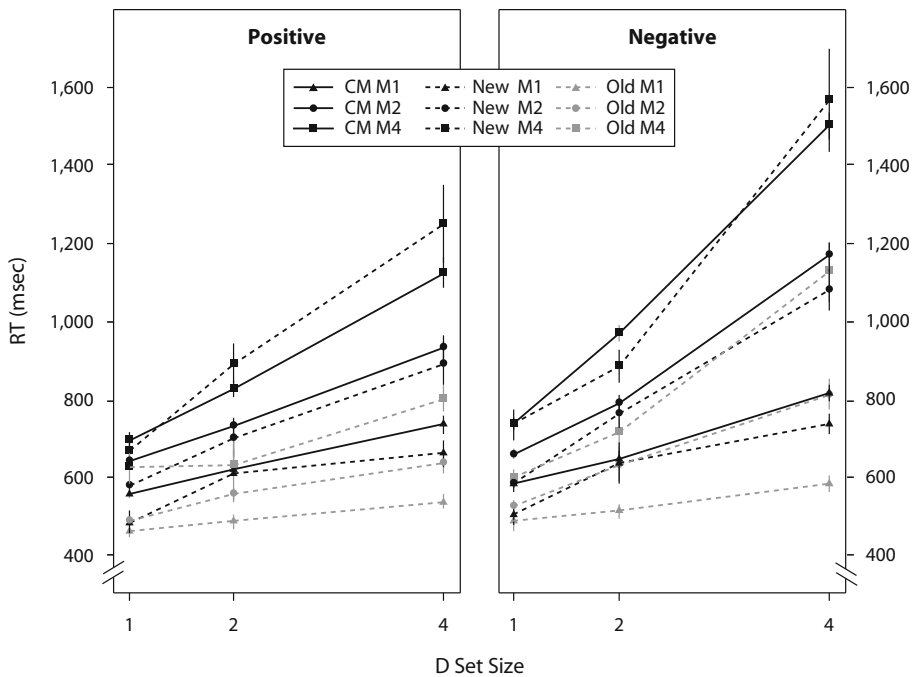 Positive
Negative
CM M1 New M1 Old M1
CM M2 New M2 Old M2
CM M4 New M4 Old M4
1,600 1,600
1,400 1,400
1,200 1,200
1,000 1,000
800 800
600 600
400 400
RT (msec)
1 2 4 1 2 4
D Set Size